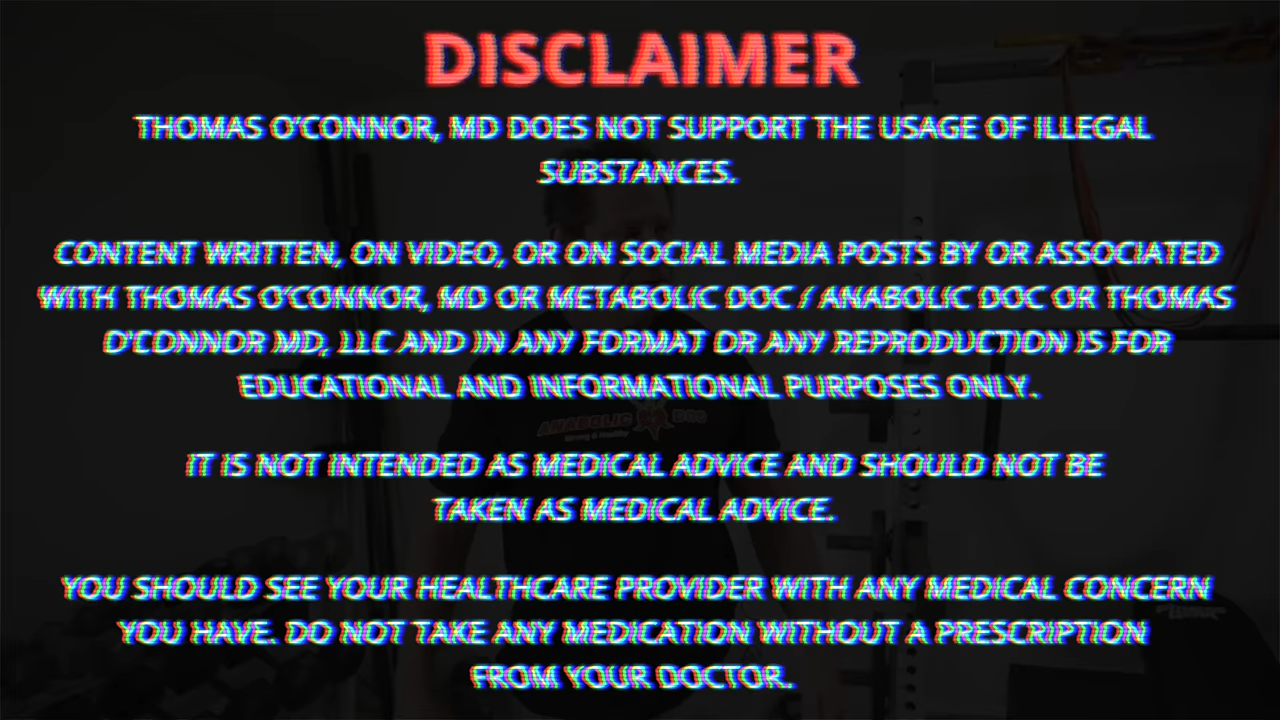 DISCLAIMER
THOMAS O'CONNOR, MD DOES NOT SUPPORT THE USAGE OF ILLEGAL
SUBSTANCES.
CONTENT WRITTEN, ON VIDEO, OR ON SOCIAL MEDIA POSTS BY OR ASSOCIATED
WITH THOMAS O'CONNOR, MD OR METABOLIC DOC / ANABOLIC DOC OR THOMAS
O'CONNOR MD, LLC AND IN ANY FORMAT OR ANY REPRODUCTION IS FOR
EDUCATIONAL AND INFORMATIONAL PURPOSES ONLY.
ANABOLIC DOC
Strong & Healthy
IT IS NOT INTENDED AS MEDICAL ADVICE AND SHOULD NOT BE
TAKEN AS MEDICAL ADVICE.
YOU SHOULD SEE YOUR HEALTHCARE PROVIDER WITH ANY MEDICAL CONCERN
YOU HAVE. DO NOT TAKE ANY MEDICATION WITHOUT A PRESCRIPTION
FROM YOUR DOCTOR.